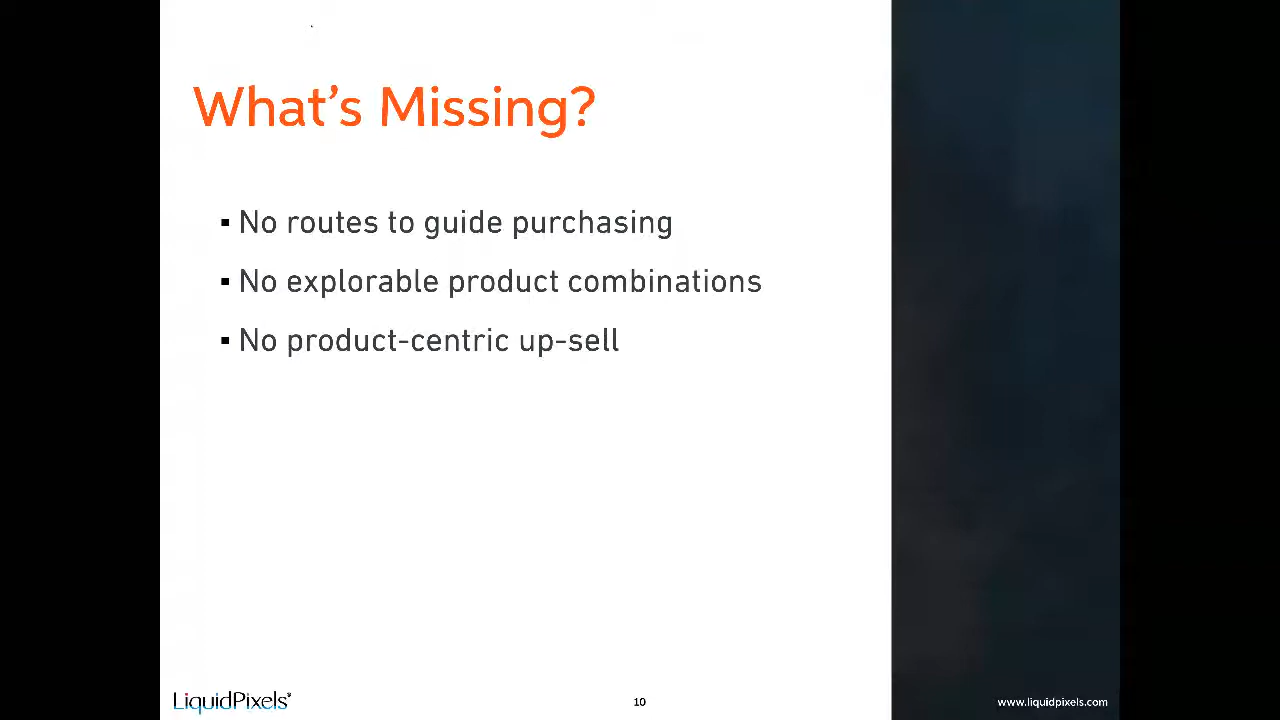 What's Missing?
▪ No routes to guide purchasing
▪ No explorable product combinations
▪ No product-centric up-sell
LiquidPixels®
10
www.liquidpixels.com